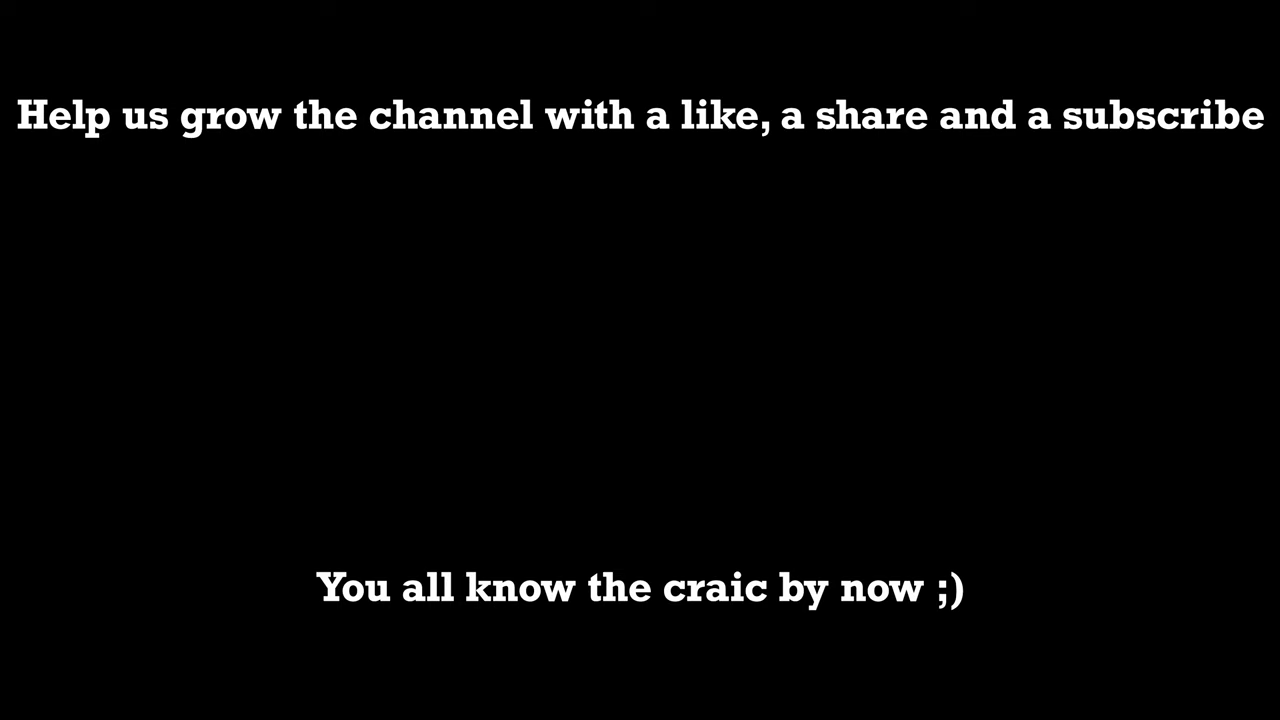 Help us grow the channel with a like, a share and a subscribe
You all know the craic by now ;)